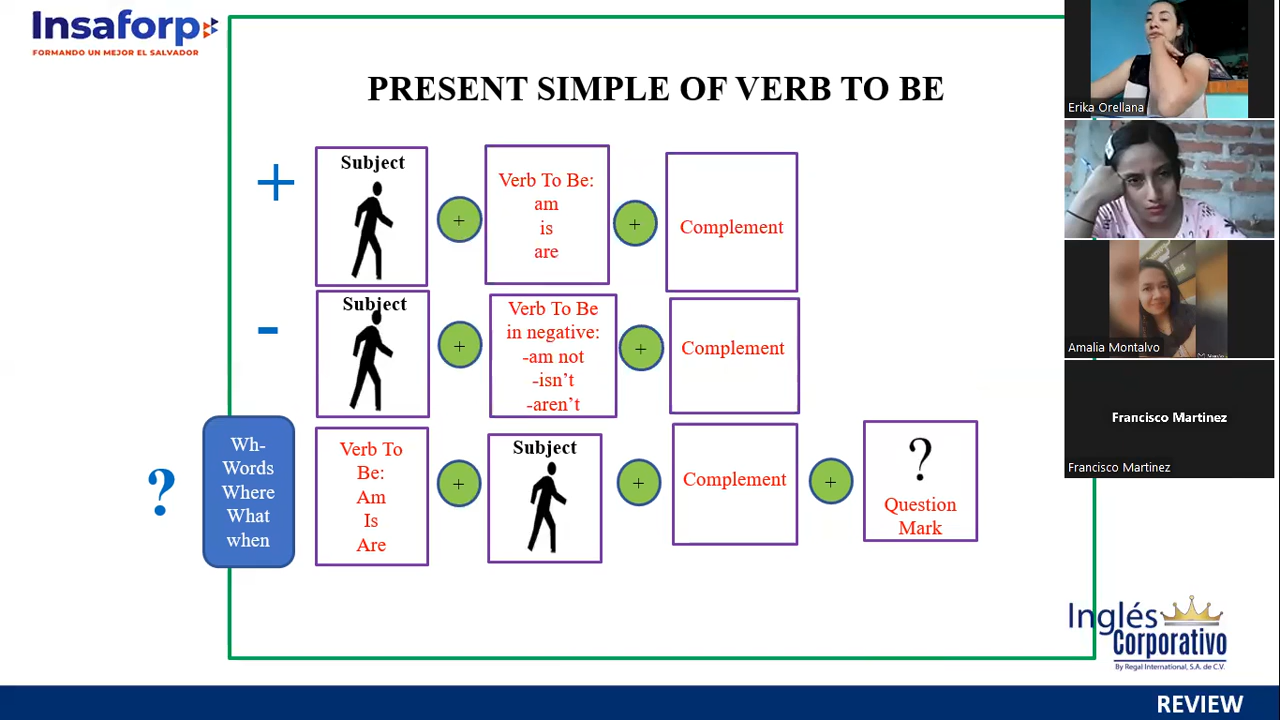 Insaforp
FORMANDO UN MEJOR EL SALVADOR
PRESENT SIMPLE OF VERB TO BE
+
Subject
+
Verb To Be:
am
is
are
+
Complement
-
Subject
+
Verb To Be
in negative:
-am not
-isn’t
-aren’t
+
Complement
?
Wh-
Words
Where
What
when
Verb To
Be:
Am
Is
Are
+
Subject
+
Complement
+
?
Question
Mark
Erika Orellana
Amalia Montalvo
Francisco Martinez
Francisco Martinez
Inglés
Corporativo
By Regal International, S.A. de C.V.
REVIEW